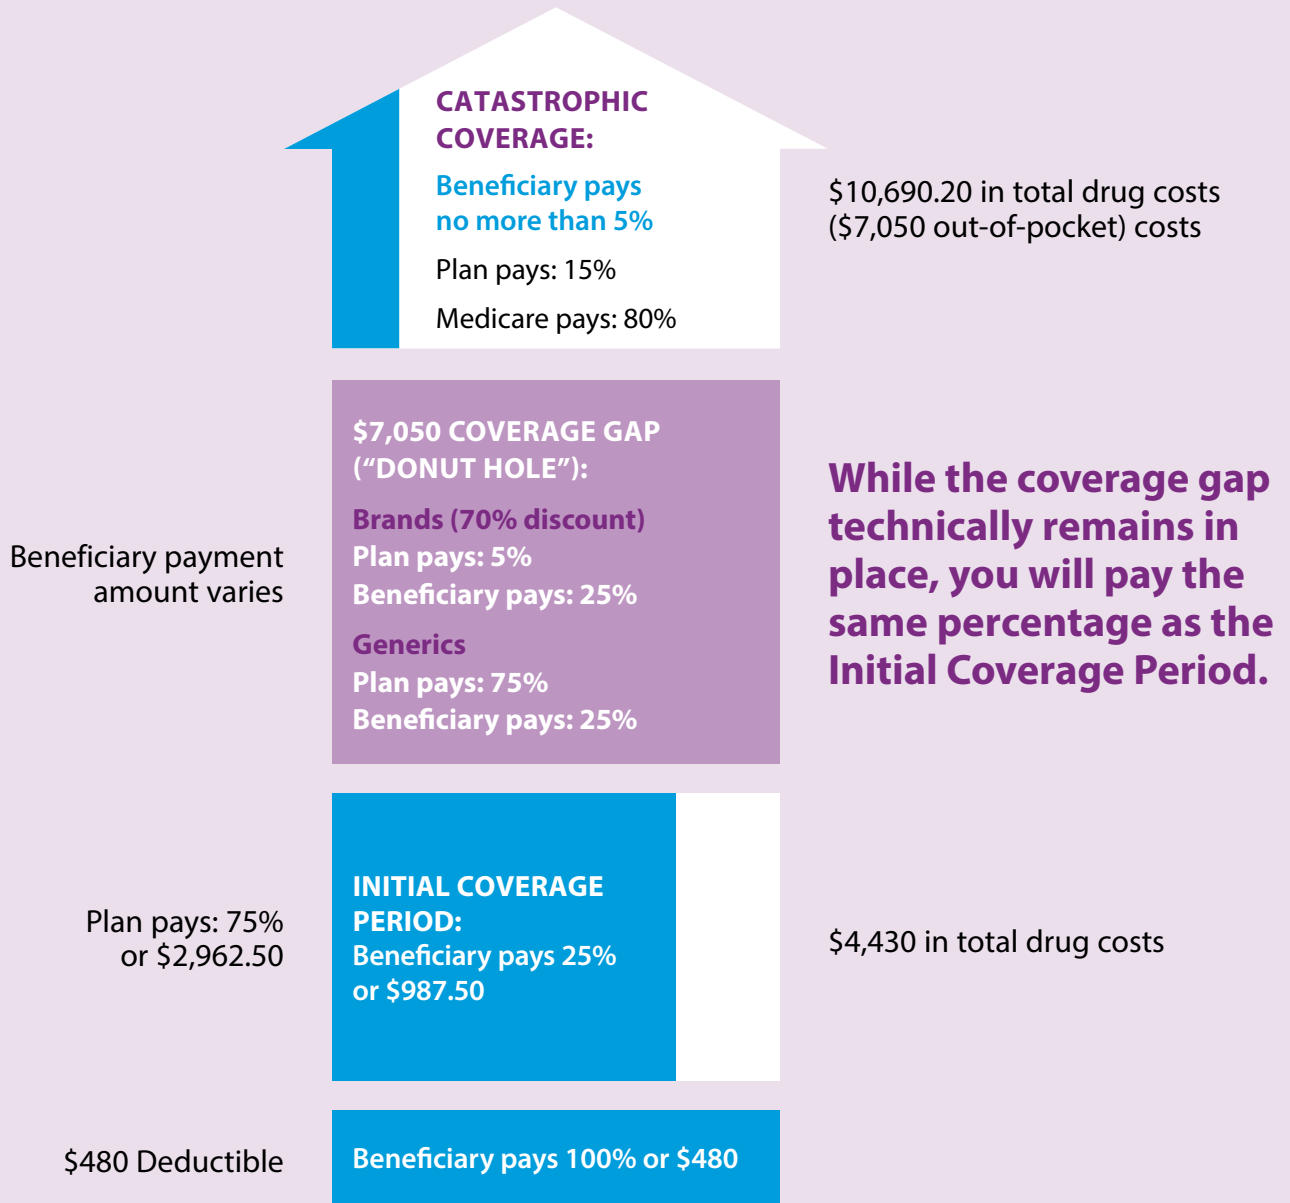 CATASTROPHIC
COVERAGE:
Beneficiary pays
no more than 5%
Plan pays: 15%
Medicare pays: 80%
$10,690.20 in total drug costs
($7,050 out-of-pocket) costs
Beneficiary payment
amount varies
$7,050 COVERAGE GAP
(“DONUT HOLE”):
Brands (70% discount)
Plan pays: 5%
Beneficiary pays: 25%
Generics
Plan pays: 75%
Beneficiary pays: 25%
While the coverage gap
technically remains in
place, you will pay the
same percentage as the
Initial Coverage Period.
Plan pays: 75%
or $2,962.50
INITIAL COVERAGE
PERIOD:
Beneficiary pays 25%
or $987.50
$4,430 in total drug costs
$480 Deductible
Beneficiary pays 100% or $480